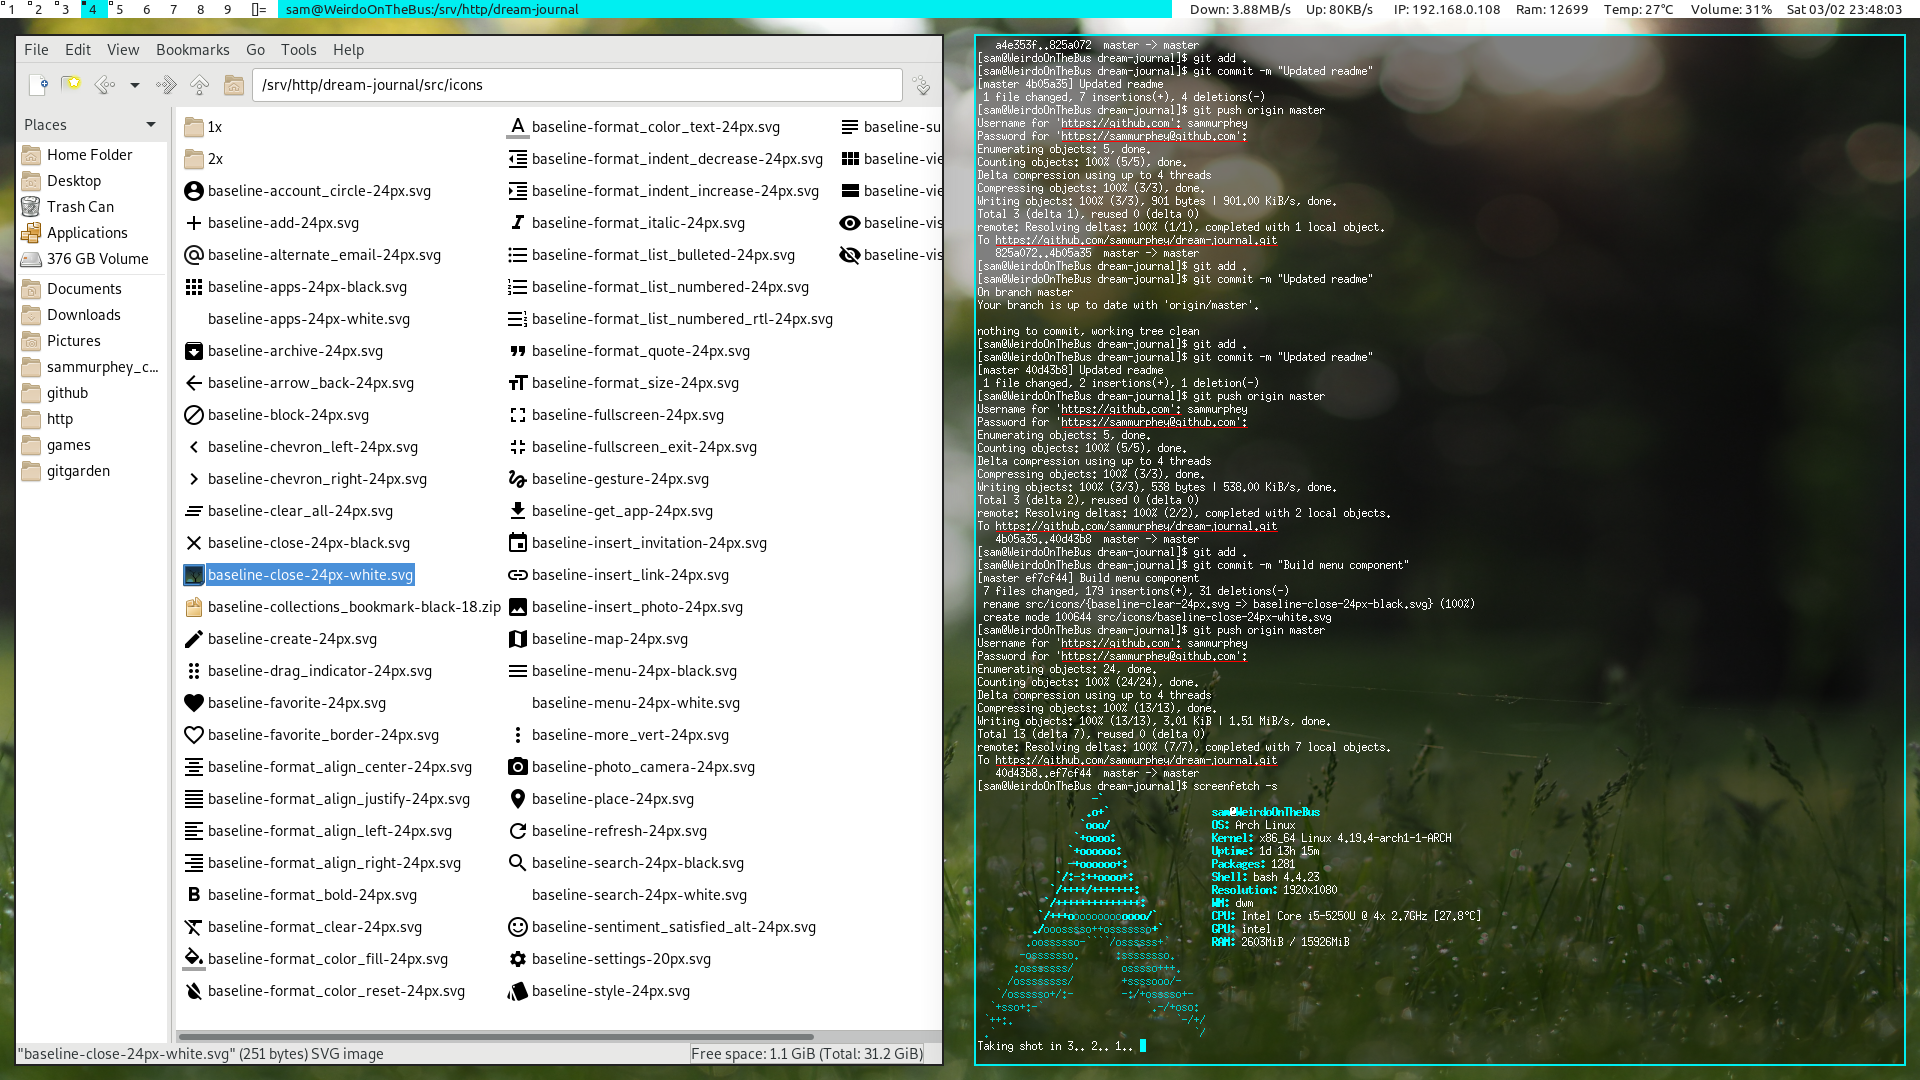 1 2 3 4 5 6 7 8 9 []= sam@WeirdoOnTheBus:/srv/http/dream-journal Down: 3.88MB/s Up: 80KB/s IP: 192.168.0.108 Ram: 12699 Temp: 27°C Volume: 31% Sat 03/02 23:48:03
File Edit View Bookmarks Go Tools Help
/srv/http/dream-journal/src/icons
Places
Home Folder
Desktop
Trash Can
Applications
376 GB Volume
Documents
Downloads
Pictures
sammurphey_c...
github
http
games
gitgarden
1x
2x
baseline-account_circle-24px.svg
baseline-add-24px.svg
baseline-alternate_email-24px.svg
baseline-apps-24px-black.svg
baseline-apps-24px-white.svg
baseline-archive-24px.svg
baseline-arrow_back-24px.svg
baseline-block-24px.svg
baseline-chevron_left-24px.svg
baseline-chevron_right-24px.svg
baseline-clear_all-24px.svg
baseline-close-24px-black.svg
baseline-close-24px-white.svg
baseline-collections_bookmark-black-18.zip
baseline-create-24px.svg
baseline-drag_indicator-24px.svg
baseline-favorite-24px.svg
baseline-favorite_border-24px.svg
baseline-format_align_center-24px.svg
baseline-format_align_justify-24px.svg
baseline-format_align_left-24px.svg
baseline-format_align_right-24px.svg
baseline-format_bold-24px.svg
baseline-format_clear-24px.svg
baseline-format_color_fill-24px.svg
baseline-format_color_reset-24px.svg
baseline-format_color_text-24px.svg
baseline-format_indent_decrease-24px.svg
baseline-format_indent_increase-24px.svg
baseline-format_italic-24px.svg
baseline-format_list_bulleted-24px.svg
baseline-format_list_numbered-24px.svg
baseline-format_list_numbered_rtl-24px.svg
baseline-format_quote-24px.svg
baseline-format_size-24px.svg
baseline-fullscreen-24px.svg
baseline-fullscreen_exit-24px.svg
baseline-gesture-24px.svg
baseline-get_app-24px.svg
baseline-insert_invitation-24px.svg
baseline-insert_link-24px.svg
baseline-insert_photo-24px.svg
baseline-map-24px.svg
baseline-menu-24px-black.svg
baseline-menu-24px-white.svg
baseline-more_vert-24px.svg
baseline-photo_camera-24px.svg
baseline-place-24px.svg
baseline-refresh-24px.svg
baseline-search-24px-black.svg
baseline-search-24px-white.svg
baseline-sentiment_satisfied_alt-24px.svg
baseline-settings-20px.svg
baseline-style-24px.svg
baseline-su
baseline-vie
baseline-vie
baseline-vis
baseline-vis
"baseline-close-24px-white.svg" (251 bytes) SVG image Free space: 1.1 GiB (Total: 31.2 GiB)
a4e353f..825a072 master -> master
[sam@WeirdoOnTheBus dream-journal]$ git add .
[sam@WeirdoOnTheBus dream-journal]$ git commit -m "Updated readme"
[master 4b05a35] Updated readme
1 file changed, 7 insertions(+), 4 deletions(-)
[sam@WeirdoOnTheBus dream-journal]$ git push origin master
Username for 'https://github.com': sammurphey
Password for 'https://sammurphey@github.com':
Enumerating objects: 5, done.
Counting objects: 100% (5/5), done.
Delta compression using up to 4 threads
Compressing objects: 100% (3/3), done.
Writing objects: 100% (3/3), 901 bytes | 901.00 KiB/s, done.
Total 3 (delta 1), reused 0 (delta 0)
remote: Resolving deltas: 100% (1/1), completed with 1 local object.
To https://github.com/sammurphey/dream-journal.git
825a072..4b05a35 master -> master
[sam@WeirdoOnTheBus dream-journal]$ git add .
[sam@WeirdoOnTheBus dream-journal]$ git commit -m "Updated readme"
On branch master
Your branch is up to date with 'origin/master'.
nothing to commit, working tree clean
[sam@WeirdoOnTheBus dream-journal]$ git add .
[sam@WeirdoOnTheBus dream-journal]$ git commit -m "Updated readme"
[master 40d43b8] Updated readme
1 file changed, 2 insertions(+), 1 deletion(-)
[sam@WeirdoOnTheBus dream-journal]$ git push origin master
Username for 'https://github.com': sammurphey
Password for 'https://sammurphey@github.com':
Enumerating objects: 5, done.
Counting objects: 100% (5/5), done.
Delta compression using up to 4 threads
Compressing objects: 100% (3/3), done.
Writing objects: 100% (3/3), 538 bytes | 538.00 KiB/s, done.
Total 3 (delta 2), reused 0 (delta 0)
remote: Resolving deltas: 100% (2/2), completed with 2 local objects.
To https://github.com/sammurphey/dream-journal.git
4b05a35..40d43b8 master -> master
[sam@WeirdoOnTheBus dream-journal]$ git add .
[sam@WeirdoOnTheBus dream-journal]$ git commit -m "Build menu component"
[master ef7cf44] Build menu component
7 files changed, 179 insertions(+), 31 deletions(-)
rename src/icons/{baseline-clear-24px.svg => baseline-close-24px-black.svg} (100%)
create mode 100644 src/icons/baseline-close-24px-white.svg
[sam@WeirdoOnTheBus dream-journal]$ git push origin master
Username for 'https://github.com': sammurphey
Password for 'https://sammurphey@github.com':
Enumerating objects: 24, done.
Counting objects: 100% (24/24), done.
Delta compression using up to 4 threads
Compressing objects: 100% (13/13), done.
Writing objects: 100% (13/13), 3.01 KiB | 1.51 MiB/s, done.
Total 13 (delta 7), reused 0 (delta 0)
remote: Resolving deltas: 100% (7/7), completed with 7 local objects.
To https://github.com/sammurphey/dream-journal.git
40d43b8..ef7cf44 master -> master
[sam@WeirdoOnTheBus dream-journal]$ screenfetch -s
sam@WeirdoOnTheBus
OS: Arch Linux
Kernel: x86_64 Linux 4.19.4-arch1-1-ARCH
Uptime: 1d 13h 15m
Packages: 1281
Shell: bash 4.4.23
Resolution: 1920x1080
WM: dwm
CPU: Intel Core i5-5250U @ 4x 2.7GHz [27.8°C]
GPU: intel
RAM: 2603MiB / 15926MiB
Taking shot in 3.. 2.. 1..